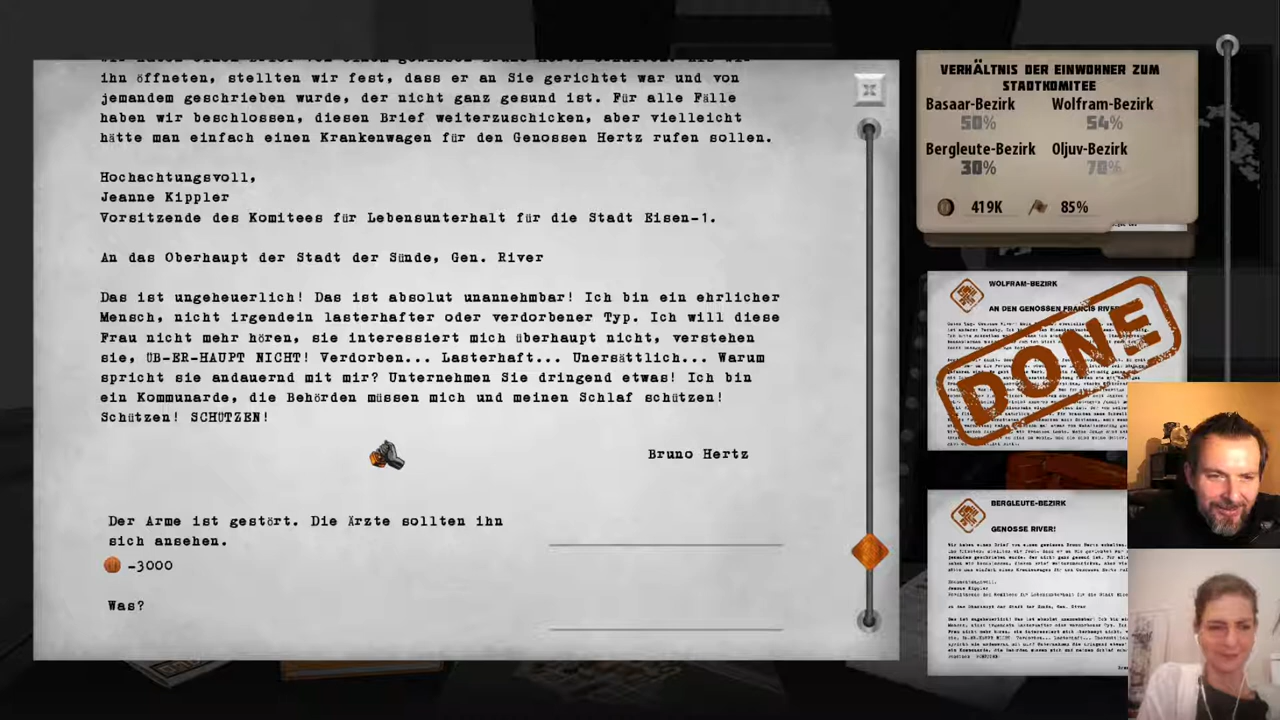 ihn öffneten, stellten wir fest, dass er an Sie gerichtet war und von
jemandem geschrieben wurde, der nicht ganz gesund ist. Für alle Fälle
haben wir beschlossen, diesen Brief weiterzuschicken, aber vielleicht
hätte man einfach einen Krankenwagen für den Genossen Hertz rufen sollen.
Hochachtungsvoll,
Jeanne Kippler
Vorsitzende des Komitees für Lebensunterhalt für die Stadt Eisen-1.
An das Oberhaupt der Stadt der Sünde, Gen. River
Das ist ungeheuerlich! Das ist absolut unannehmbar! Ich bin ein ehrlicher
Mensch, nicht irgendein lasterhafter oder verdorbener Typ. Ich will diese
Frau nicht mehr hören, sie interessiert mich überhaupt nicht, verstehen
sie, ÜB-ER-HAUPT NICHT! Verdorben... Lasterhaft... Unersättlich... Warum
spricht sie andauernd mit mir? Unternehmen Sie dringend etwas! Ich bin
ein Kommunarde, die Behörden müssen mich und meinen Schlaf schützen!
Schützen! SCHÜTZEN!
Bruno Hertz
Der Arme ist gestört. Die Ärzte sollten ihn
sich ansehen.
-3000
Was?
VERHÄLTNIS DER EINWOHNER ZUM
STADTKOMITEE
Basaar-Bezirk Wolfram-Bezirk
50% 54%
Bergleute-Bezirk Oljuv-Bezirk
30% 70%
419K 85%
WOLFRAM-BEZIRK
AN DEN GENOSSEN FRANCIS RIVER
DONE
BERGLEUTE-BEZIRK
GENOSSE RIVER!